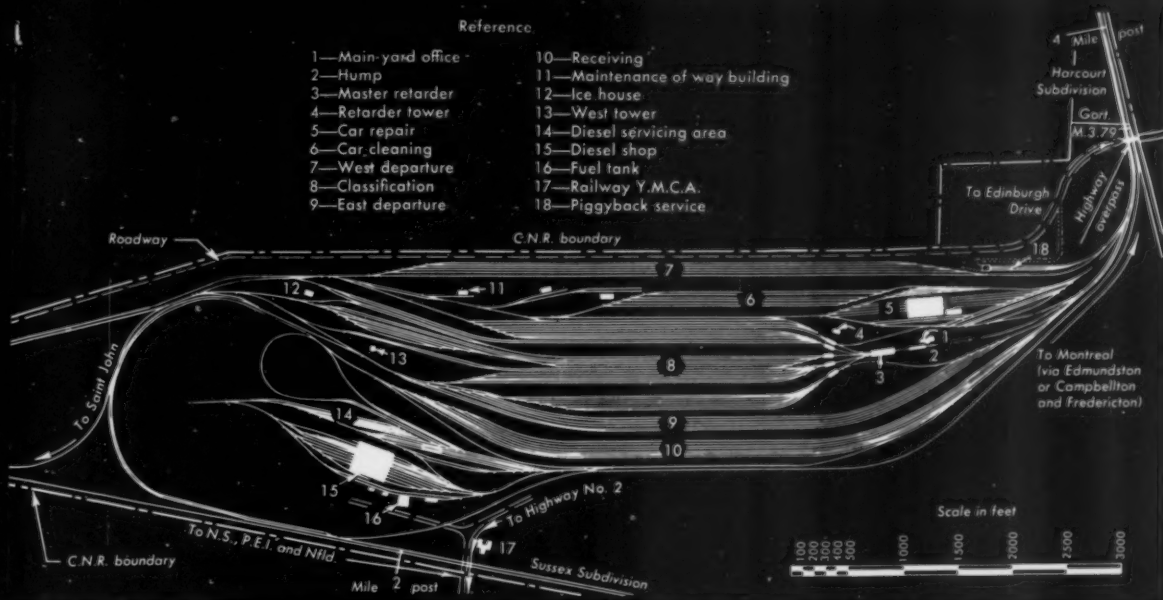 Reference
1—Main-yard office
2—Hump
3—Master retarder
4—Retarder tower
5—Car repair
6—Car cleaning
7—West departure
8—Classification
9—East departure
10—Receiving
11—Maintenance of way building
12—Ice house
13—West tower
14—Diesel servicing area
15—Diesel shop
16—Fuel tank
17—Railway Y.M.C.A.
18—Piggyback service
4 Mile post
Harcourt
Subdivision
Gort.
M.3.79
To Edinburgh
Drive
Highway
overpass
Roadway
C.N.R. boundary
18
7
12
11
6
5
4
1
2
3
13
8
To Saint John
To Montreal
(via Edmundston
or Campbellton
and Fredericton)
14
9
10
15
16
To Highway No. 2
17
To N.S., P.E.I. and Nfld.
C.N.R. boundary
Mile 2 post
Sussex Subdivision
Scale in feet
100
200
300
400
500
1000
1500
2000
2500
3000